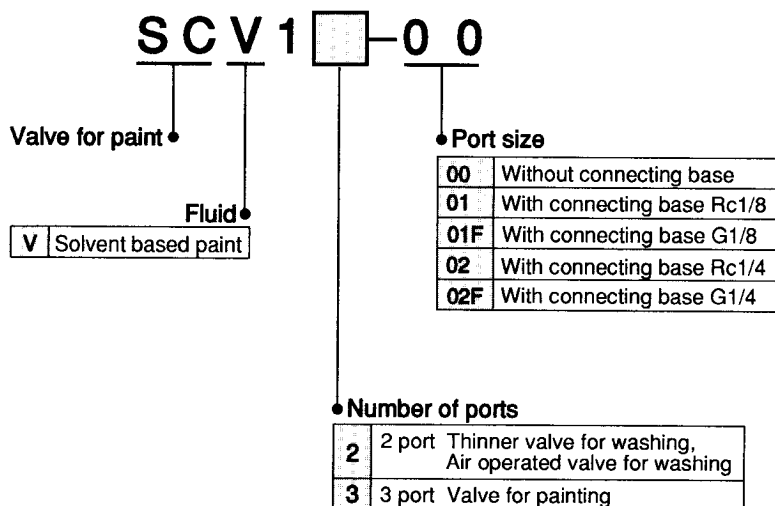 SCV1 -00
Valve for paint
Port size
00 Without connecting base
01 With connecting base Rc1/8
01F With connecting base G1/8
02 With connecting base Rc1/4
02F With connecting base G1/4
Fluid
V Solvent based paint
Number of ports
2 2 port Thinner valve for washing,
Air operated valve for washing
3 3 port Valve for painting